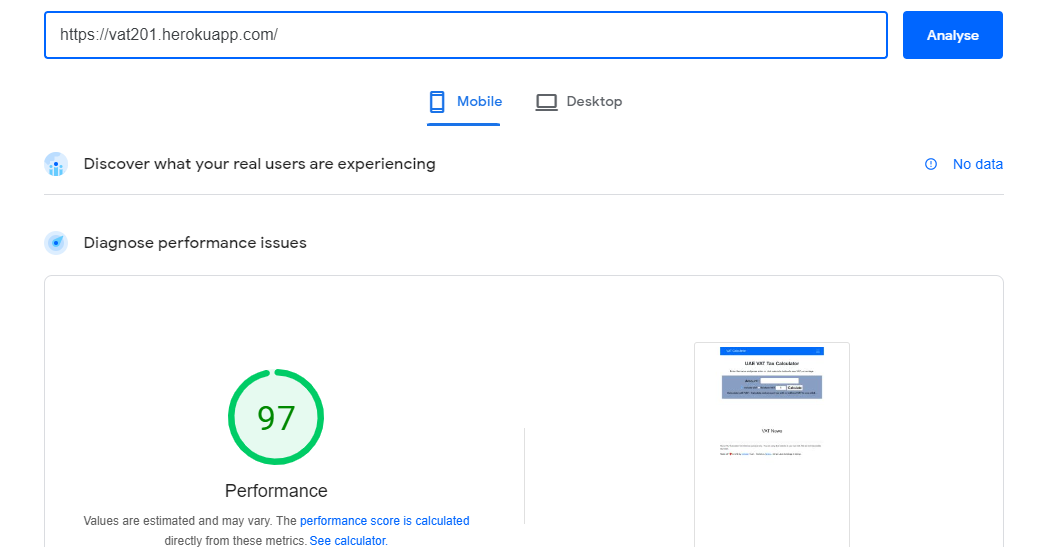 https://vat201.herokuapp.com/
Analyse
Mobile
Desktop
Discover what your real users are experiencing
No data
Diagnose performance issues
97
Performance
Values are estimated and may vary. The performance score is calculated
directly from these metrics. See calculator.
UAE VAT Tax Calculator
Calculate
VAT News